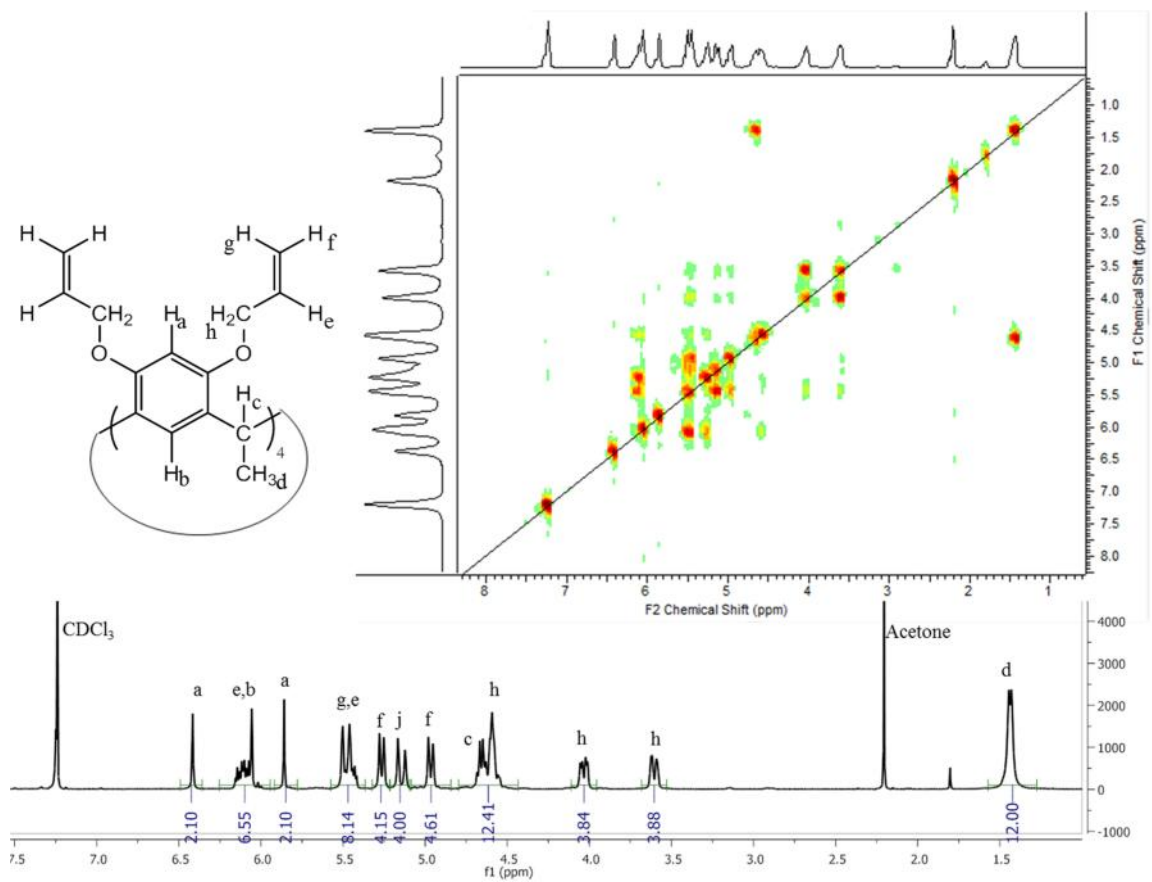 1.0
1.5
2.0
2.5
3.0
3.5
4.0
4.5
5.0
5.5
6.0
6.5
7.0
7.5
8.0
F1 Chemical Shift (ppm)
8 7 6 5 4 3 2 1
F2 Chemical Shift (ppm)
H H gH H f
H H CH2 Ha H2C h H e
O O
H c
C
( ) 4
Hb CH3 d
CDCl3 Acetone
a e,b a g,e f j f c h h h d
4000
3000
2000
1000
0
-1000
2.10 6.55 2.10 8.14 4.15 4.00 4.61 12.41 3.84 3.88 12.00
7.5 7.0 6.5 6.0 5.5 5.0 4.5 4.0 3.5 3.0 2.5 2.0 1.5
f1 (ppm)